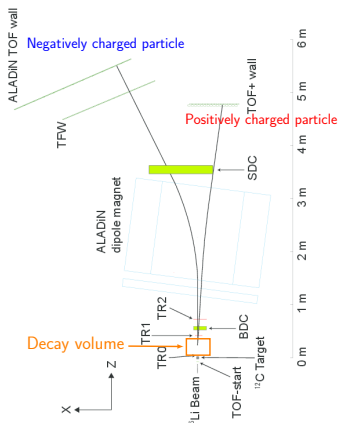 ALADiN TOF wall
Negatively charged particle
TFW
TOF+ wall
Positively charged particle
SDC
ALADiN
dipole magnet
TR2
TR1
TR0
BDC
Decay volume
Li Beam
TOF-start
12C Target
X
Z
0 m
1 m
2 m
3 m
4 m
5 m
6 m